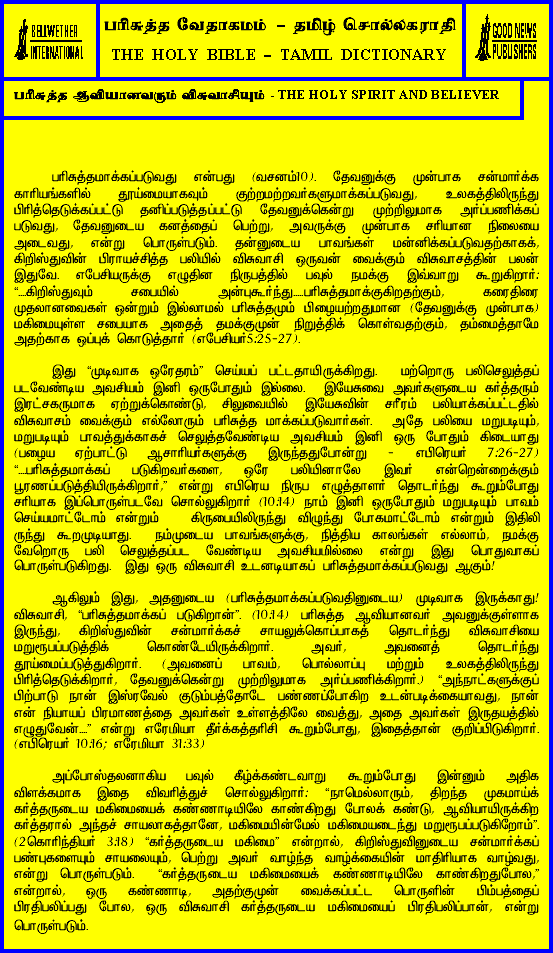 BELLWETHER
INTERNATIONAL
பரிசுத்த வேதாகமம் – தமிழ் சொல்லகராதி
THE HOLY BIBLE – TAMIL DICTIONARY
GOOD NEWS
PUBLISHERS
பரிசுத்த ஆவியானவரும் விசுவாசியும் - THE HOLY SPIRIT AND BELIEVER
பரிசுத்தமாக்கப்படுவது என்பது (வசனம்10). தேவனுக்கு முன்பாக சன்மார்க்க
காரியங்களில் தூய்மையாகவும் குற்றமற்றவர்களுமாக்கப்படுவது, உலகத்திலிருந்து
பிரித்தெடுக்கப்பட்டு தனிப்படுத்தப்பட்டு தேவனுக்கென்று முற்றிலுமாக அர்ப்பணிக்கப்
படுவது, தேவனுடைய கனத்தைப் பெற்று, அவருக்கு முன்பாக சரியான நிலையை
அடைவது, என்று பொருள்படும். தன்னுடைய பாவங்கள் மன்னிக்கப்படுவதற்காகக்,
கிறிஸ்துவின் பிராயச்சித்த பலியில் விசுவாசி ஒருவன் வைக்கும் விசுவாசத்தின் பலன்
இதுவே. எபேசியருக்கு எழுதின நிருபத்தில் பவுல் நமக்கு இவ்வாறு கூறுகிறார்:
“...கிறிஸ்துவும் சபையில் அன்புகூர்ந்து.....பரிசுத்தமாக்குகிறதற்கும், கரைதிரை
முதலானவைகள் ஒன்றும் இல்லாமல் பரிசுத்தமும் பிழையற்றதுமான (தேவனுக்கு முன்பாக)
மகிமையுள்ள சபையாக அதைத் தமக்குமுன் நிறுத்திக் கொள்வதற்கும், தம்மைத்தாமே
அதற்காக ஒப்புக் கொடுத்தார் (எபேசியர்5:25-27).
இது “முடிவாக ஒரேதரம்” செய்யப் பட்டதாயிருக்கிறது. மற்றொரு பலிசெலுத்தப்
படவேண்டிய அவசியம் இனி ஒருபோதும் இல்லை. இயேசுவை அவர்களுடைய கர்த்தரும்
இரட்சகருமாக ஏற்றுக்கொண்டு, சிலுவையில் இயேசுவின் சரீரம் பலியாக்கப்பட்டதில்
விசுவாசம் வைக்கும் எல்லோரும் பரிசுத்த மாக்கப்படுவார்கள். அதே பலியை மறுபடியும்,
மறுபடியும் பாவத்துக்காகச் செலுத்தவேண்டிய அவசியம் இனி ஒரு போதும் கிடையாது
(பழைய ஏற்பாட்டு ஆசாரியர்களுக்கு இருந்ததுபோன்று - எபிரெயர் 7:26-27)
“...பரிசுத்தமாக்கப் படுகிறவர்களை, ஒரே பலியினாலே இவர் என்றென்றைக்கும்
பூரணப்படுத்தியிருக்கிறார்,” என்று எபிரெய நிருப எழுத்தாளர் தொடர்ந்து கூறும்போது
சரியாக இப்பொருள்படவே சொல்லுகிறார் (10:14) நாம் இனி ஒருபோதும் மறுபடியும் பாவம்
செய்யமாட்டோம் என்றும் கிருபையிலிருந்து விழுந்து போகமாட்டோம் என்றும் இதிலி
ருந்து கூறமுடியாது. நம்முடைய பாவங்களுக்கு, நித்திய காலங்கள் எல்லாம், நமக்கு
வேறொரு பலி செலுத்தப்பட வேண்டிய அவசியமில்லை என்று இது பொதுவாகப்
பொருள்படுகிறது. இது ஒரு விசுவாசி உடனடியாகப் பரிசுத்தமாக்கப்படுவது ஆகும்!
ஆகிலும் இது, அதனுடைய (பரிசுத்தமாக்கப்படுவதினுடைய) முடிவாக இருக்காது!
விசுவாசி, “பரிசுத்தமாக்கப் படுகிறான்”. (10:14) பரிசுத்த ஆவியானவர் அவனுக்குள்ளாக
இருந்து, கிறிஸ்துவின் சன்மார்க்கச் சாயலுக்கொப்பாகத் தொடர்ந்து விசுவாசியை
மறுரூபப்படுத்திக் கொண்டேயிருக்கிறார். அவர், அவனைத் தொடர்ந்து
தூய்மைப்படுத்துகிறார். (அவனைப் பாவம், பொல்லாப்பு மற்றும் உலகத்திலிருந்து
பிரித்தெடுக்கிறார், தேவனுக்கென்று முற்றிலுமாக அர்ப்பணிக்கிறார்.) “அந்நாட்களுக்குப்
பிற்பாடு நான் இஸ்ரவேல் குடும்பத்தோடே பண்ணப்போகிற உடன்படிக்கையாவது, நான்
என் நியாயப் பிரமாணத்தை அவர்கள் உள்ளத்திலே வைத்து, அதை அவர்கள் இருதயத்தில்
எழுதுவேன்....” என்று எரேமியா தீர்க்கத்தரிசி கூறும்போது, இதைத்தான் குறிப்பிடுகிறார்.
(எபிரெயர் 10:16; எரேமியா 31:33)
அப்போஸ்தலனாகிய பவுல் கீழ்க்கண்டவாறு கூறும்போது இன்னும் அதிக
விளக்கமாக இதை விவரித்துச் சொல்லுகிறார்: “நாமெல்லாரும், திறந்த முகமாய்க்
கர்த்தருடைய மகிமையைக் கண்ணாடியிலே காண்கிறது போலக் கண்டு, ஆவியாயிருக்கிற
கர்த்தரால் அந்தச் சாயலாகத்தானே, மகிமையின்மேல் மகிமையடைந்து மறுரூபப்படுகிறோம்”.
(2கொரிந்தியர் 3:18) “கர்த்தருடைய மகிமை” என்றால், கிறிஸ்துவினுடைய சன்மார்க்கப்
பண்புகளையும் சாயலையும், பெற்று அவர் வாழ்ந்த வாழ்க்கையின் மாதிரியாக வாழ்வது,
என்று பொருள்படும். “கர்த்தருடைய மகிமையைக் கண்ணாடியிலே காண்கிறதுபோல,”
என்றால், ஒரு கண்ணாடி, அதற்குமுன் வைக்கப்பட்ட பொருளின் பிம்பத்தைப்
பிரதிபலிப்பது போல, ஒரு விசுவாசி கர்த்தருடைய மகிமையைப் பிரதிபலிப்பான், என்று
பொருள்படும்.